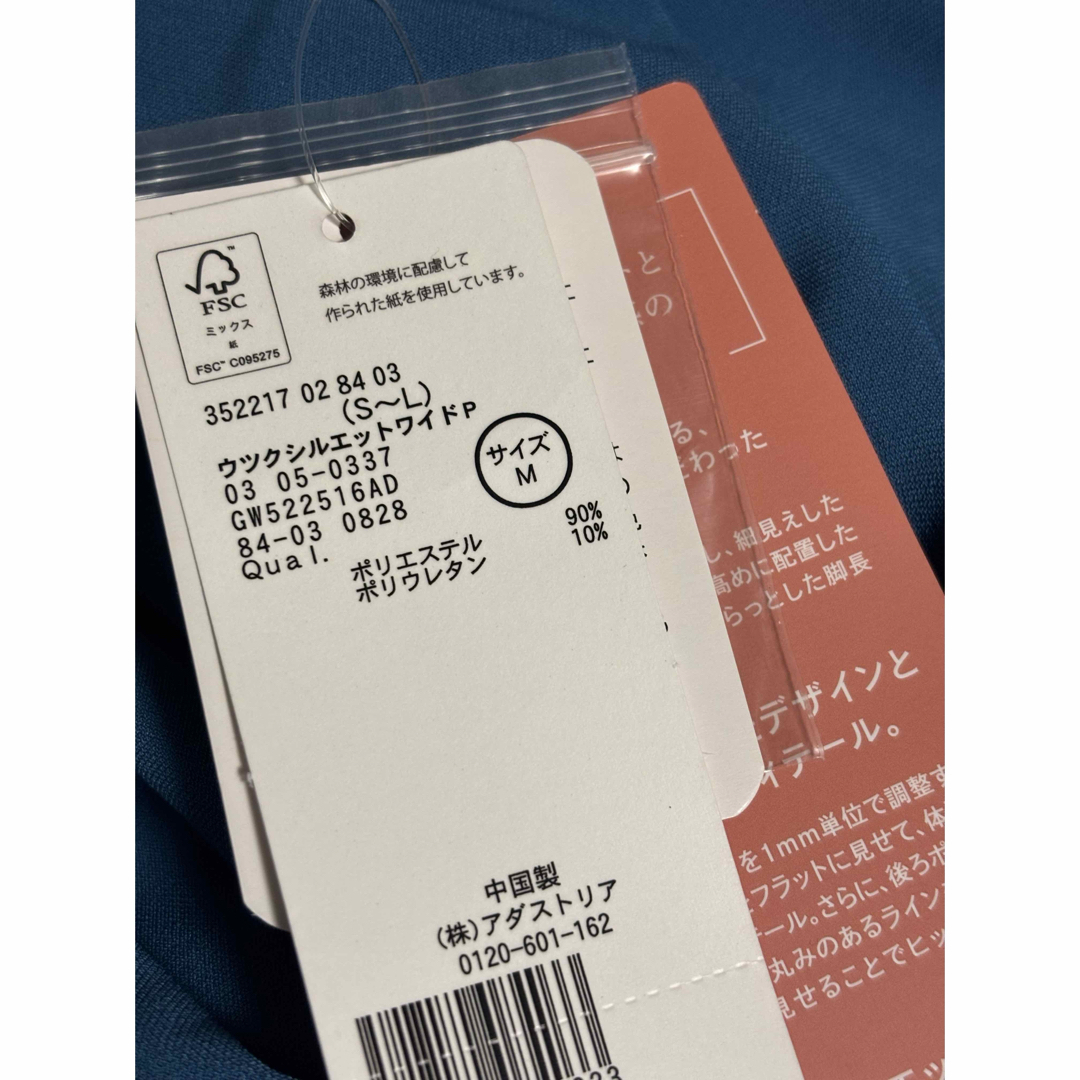 FSC™
ミックス
紙
FSC™ C095275
森林の環境に配慮して
作られた紙を使用しています。
352217 02 84 03
(S～L)
ウツクシルエットワイドP
03 05-0337
GW522516AD
84-03 0828
サイズ
M
Qual.
ポリエステル 90%
ポリウレタン 10%
中国製
(株)アダストリア
0120-601-162
と
の
る、
わった
し、細見えした
高めに配置した
らっとした脚長
デザインと
ィテール。
を1mm単位で調整す
フラットに見せて、体
ール。さらに、後ろポ
丸みのあるライン
見せることでヒッ